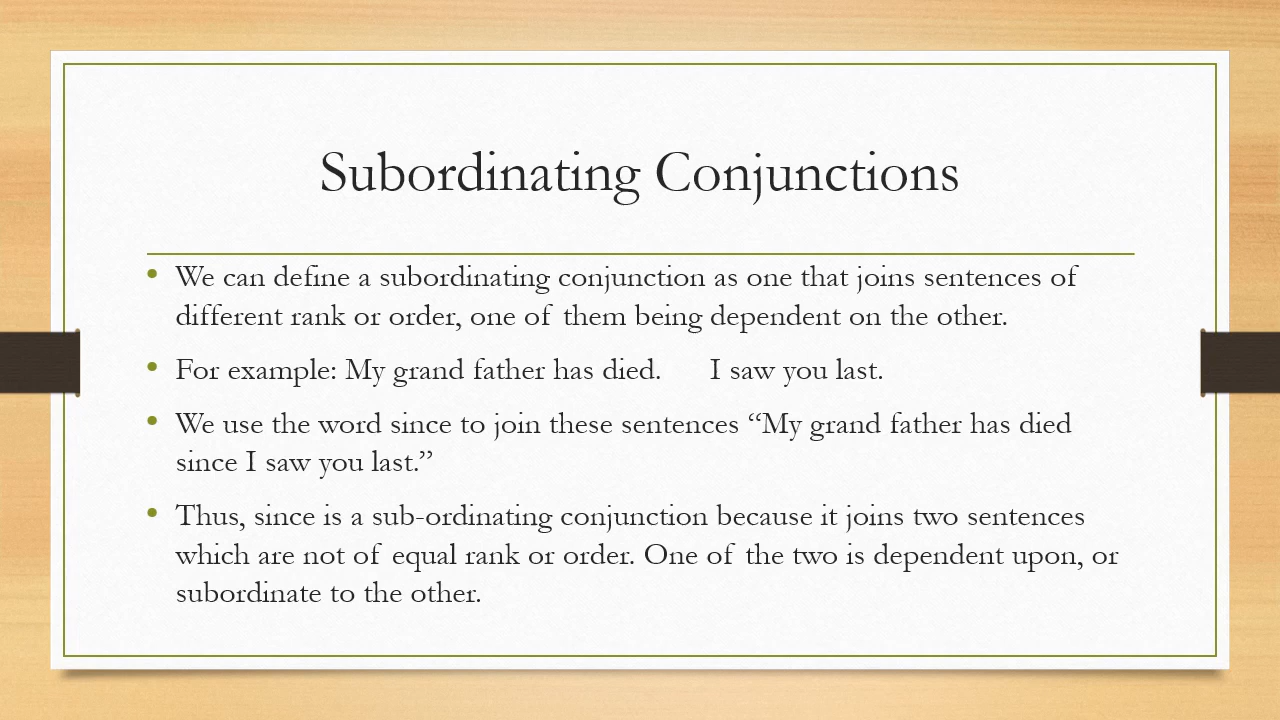 Subordinating Conjunctions
• We can define a subordinating conjunction as one that joins sentences of
different rank or order, one of them being dependent on the other.
• For example: My grand father has died. I saw you last.
• We use the word since to join these sentences “My grand father has died
since I saw you last.”
• Thus, since is a sub-ordinating conjunction because it joins two sentences
which are not of equal rank or order. One of the two is dependent upon, or
subordinate to the other.